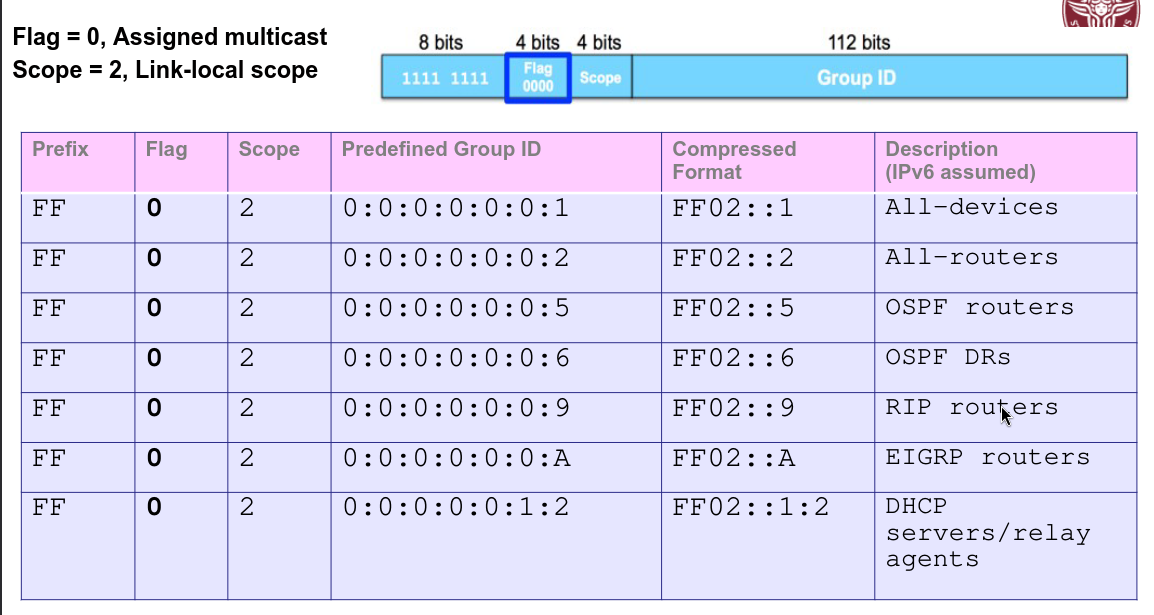 Flag = 0, Assigned multicast
Scope = 2, Link-local scope
8 bits 4 bits 4 bits 112 bits
1111 1111 Flag 0000 Scope Group ID
Prefix Flag Scope Predefined Group ID Compressed Format Description (IPv6 assumed)
FF 0 2 0:0:0:0:0:0:1 FF02::1 All-devices
FF 0 2 0:0:0:0:0:0:2 FF02::2 All-routers
FF 0 2 0:0:0:0:0:0:5 FF02::5 OSPF routers
FF 0 2 0:0:0:0:0:0:6 FF02::6 OSPF DRs
FF 0 2 0:0:0:0:0:0:9 FF02::9 RIP routers
FF 0 2 0:0:0:0:0:0:A FF02::A EIGRP routers
FF 0 2 0:0:0:0:0:1:2 FF02::1:2 DHCP
servers/relay
agents